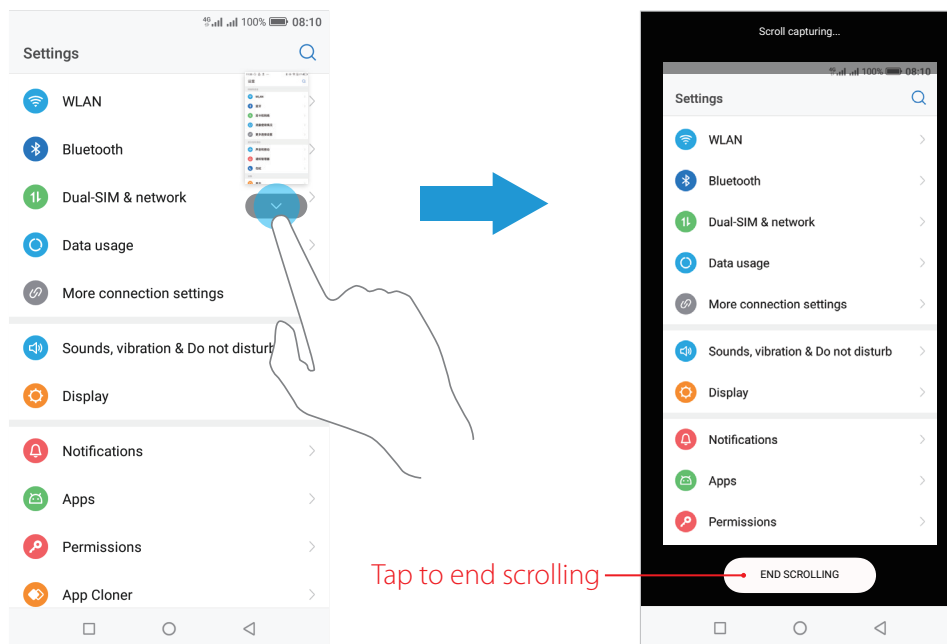 4G 100% 08:10
Settings
WLAN
Bluetooth
Dual-SIM & network
Data usage
More connection settings
Sounds, vibration & Do not disturb
Display
Notifications
Apps
Permissions
App Cloner
WLAN
Tap to end scrolling
Scroll capturing...
100% 08:10
Settings
WLAN
Bluetooth
Dual-SIM & network
Data usage
More connection settings
Sounds, vibration & Do not disturb
Display
Notifications
Apps
Permissions
END SCROLLING